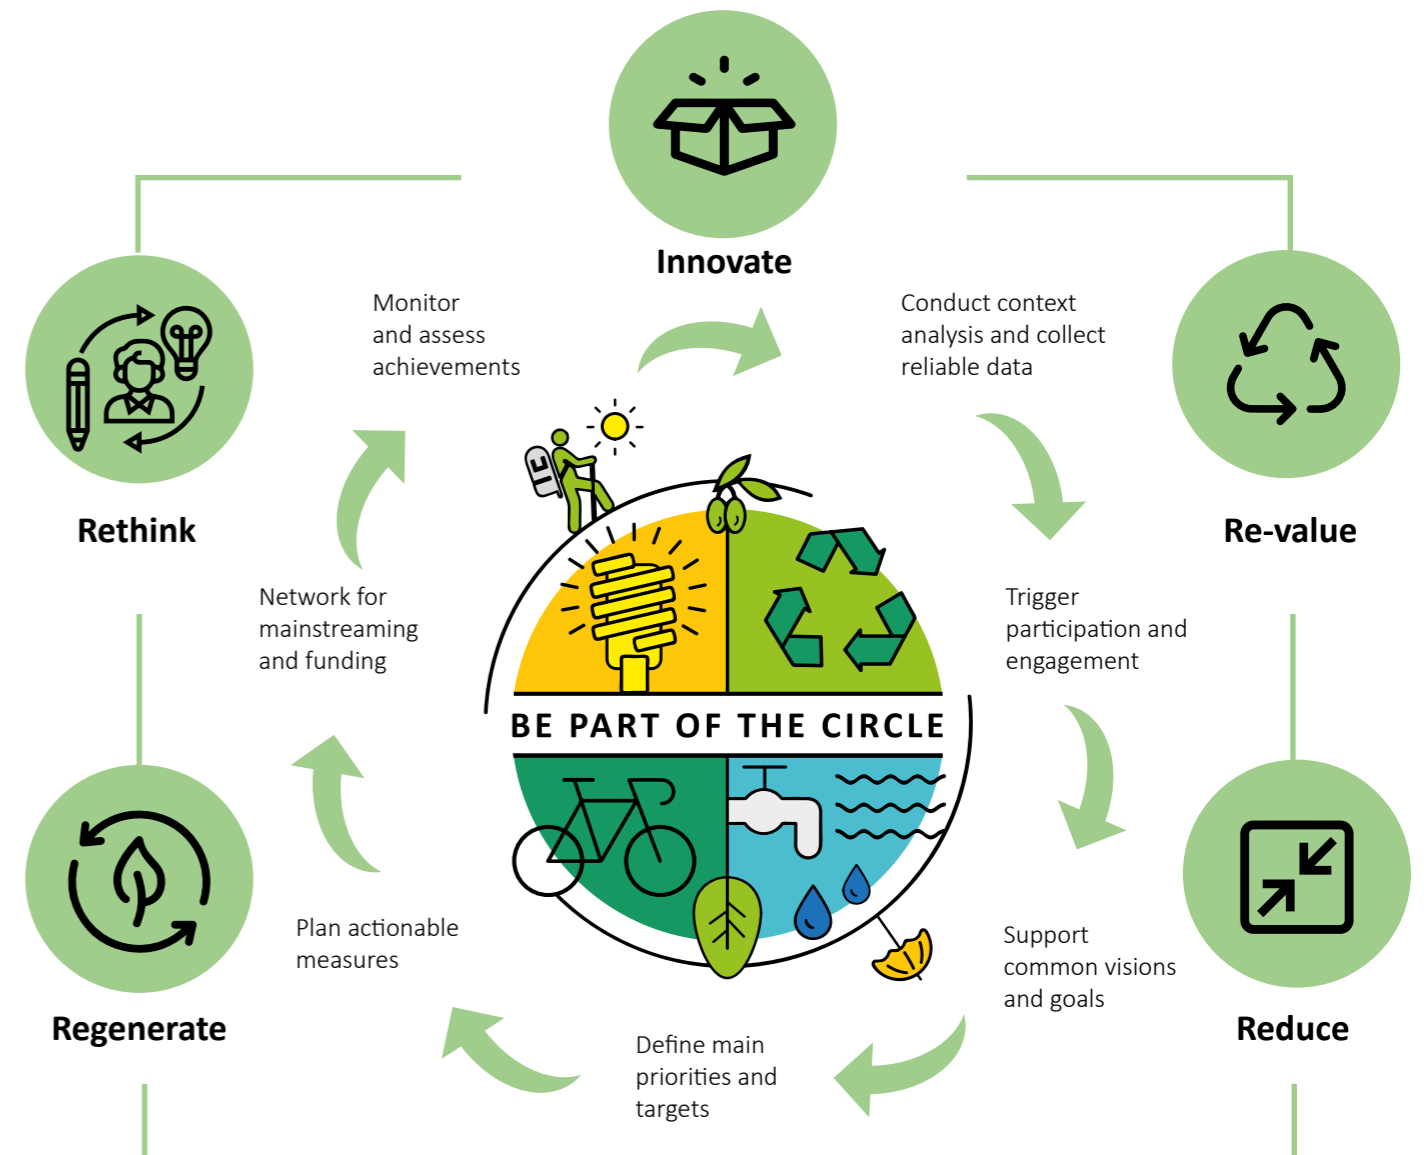 Innovate
Monitor
and assess
achievements
Conduct context
analysis and collect
reliable data
Rethink
Re-value
Network for
mainstreaming
and funding
Trigger
participation and
engagement
BE PART OF THE CIRCLE
Plan actionable
measures
Support
common visions
and goals
Regenerate
Reduce
Define main
priorities and
targets